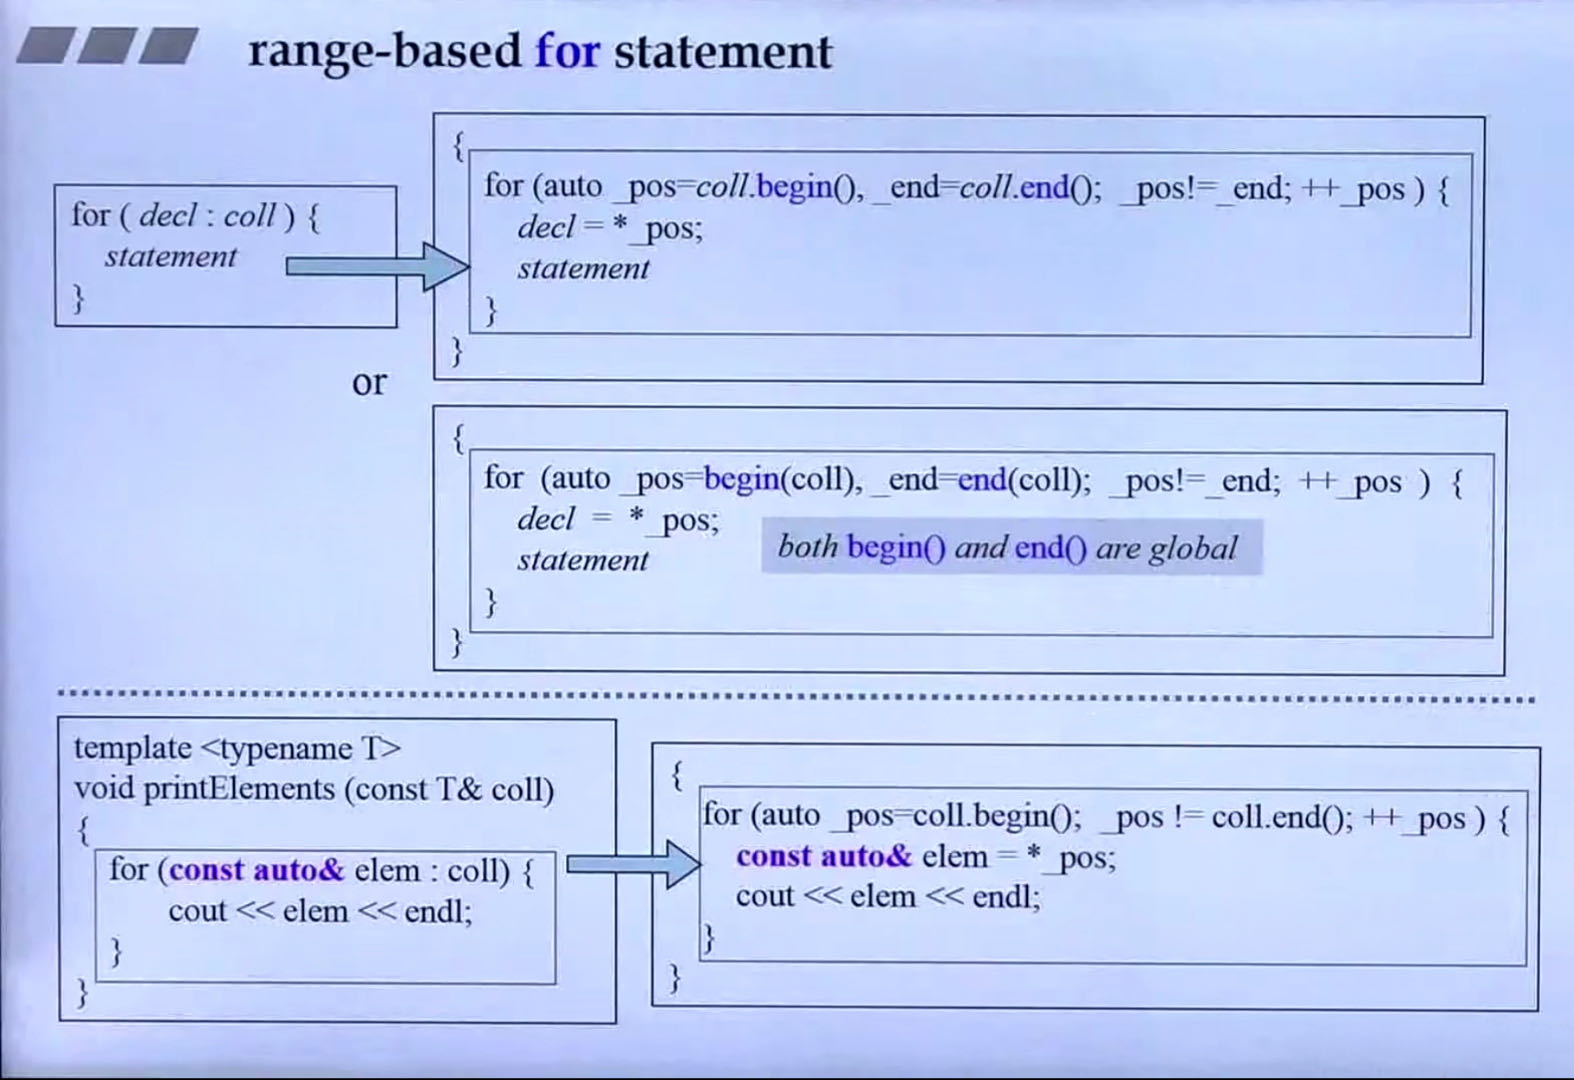 range-based for statement
for ( decl : coll ) {
statement
}
{
for (auto _pos=coll.begin(), _end=coll.end(); _pos!=_end; ++_pos ) {
decl = *_pos;
statement
}
}
or
{
for (auto _pos=begin(coll), _end=end(coll); _pos!=_end; ++_pos ) {
decl = *_pos;
both begin() and end() are global
statement
}
}
template <typename T>
void printElements (const T& coll)
{
for (const auto& elem : coll) {
cout << elem << endl;
}
}
{
for (auto _pos=coll.begin(); _pos != coll.end(); ++_pos ) {
const auto& elem = *_pos;
cout << elem << endl;
}
}